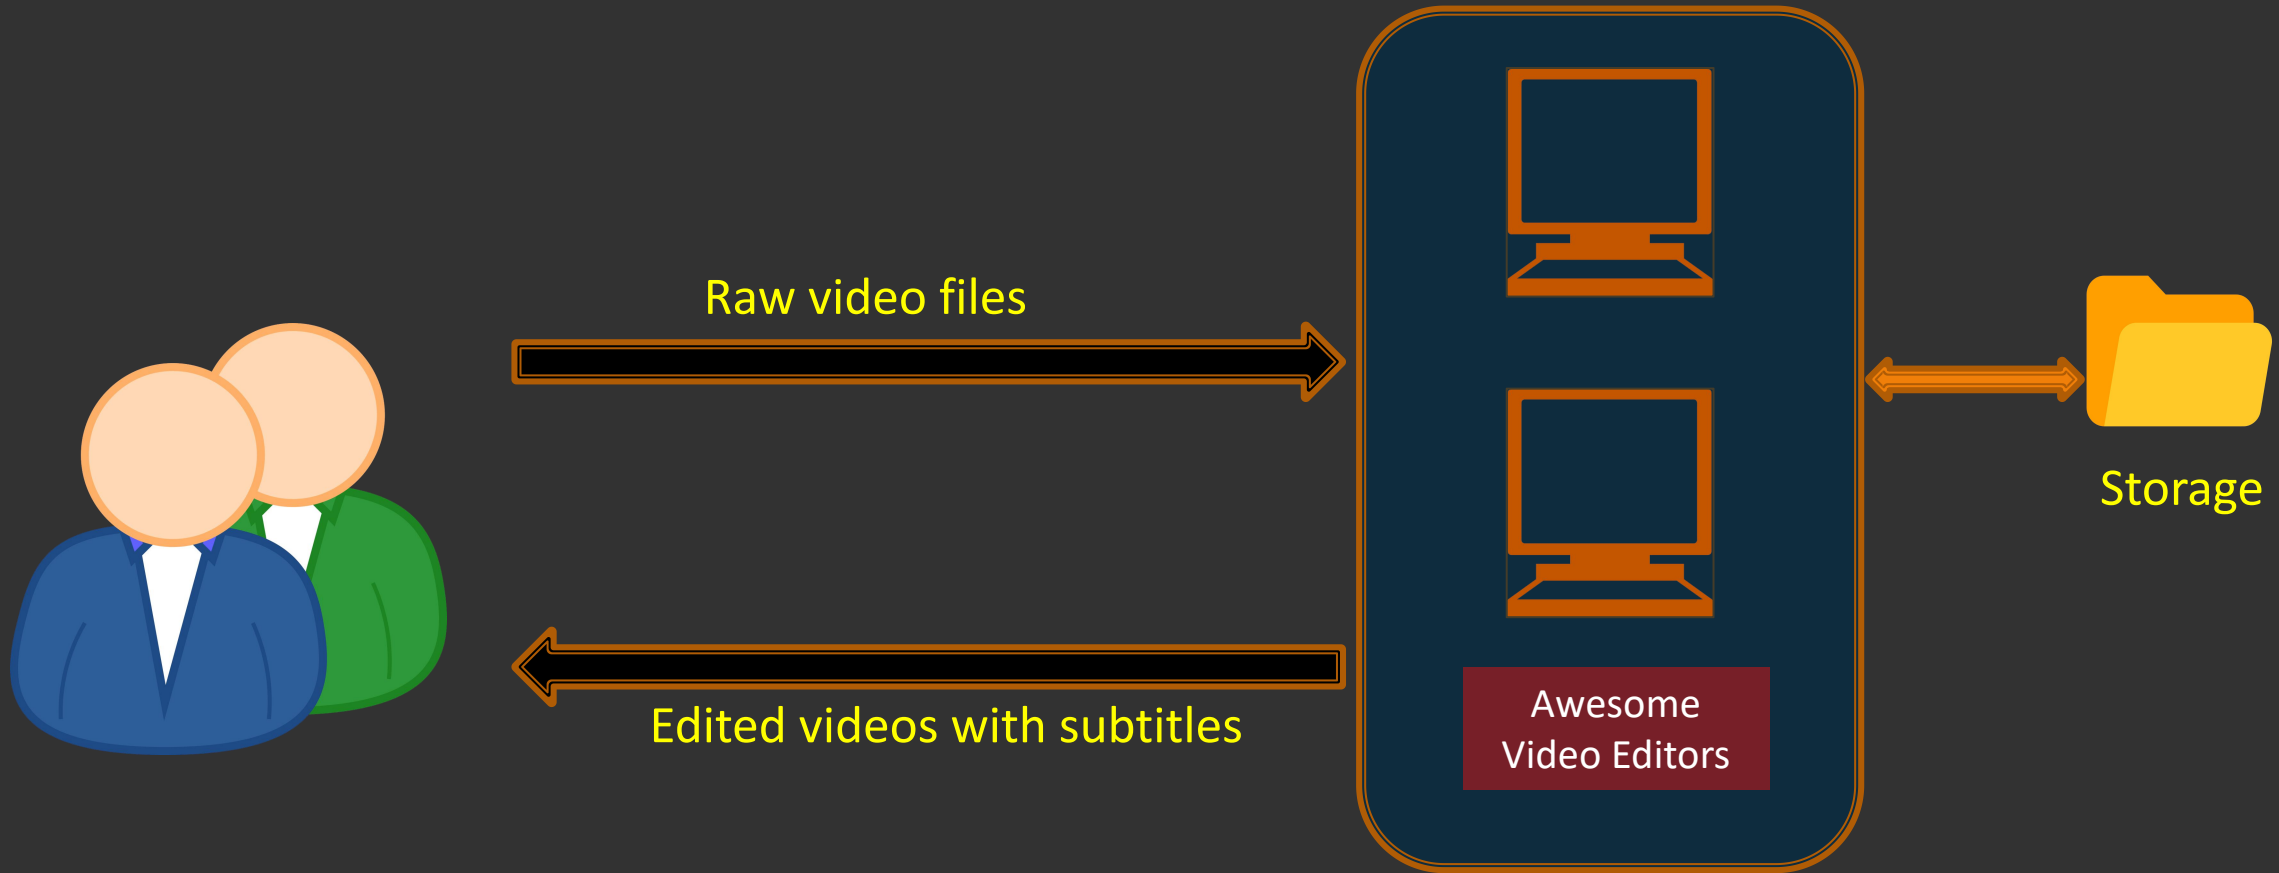 Raw video files
Storage
Edited videos with subtitles
Awesome
Video Editors